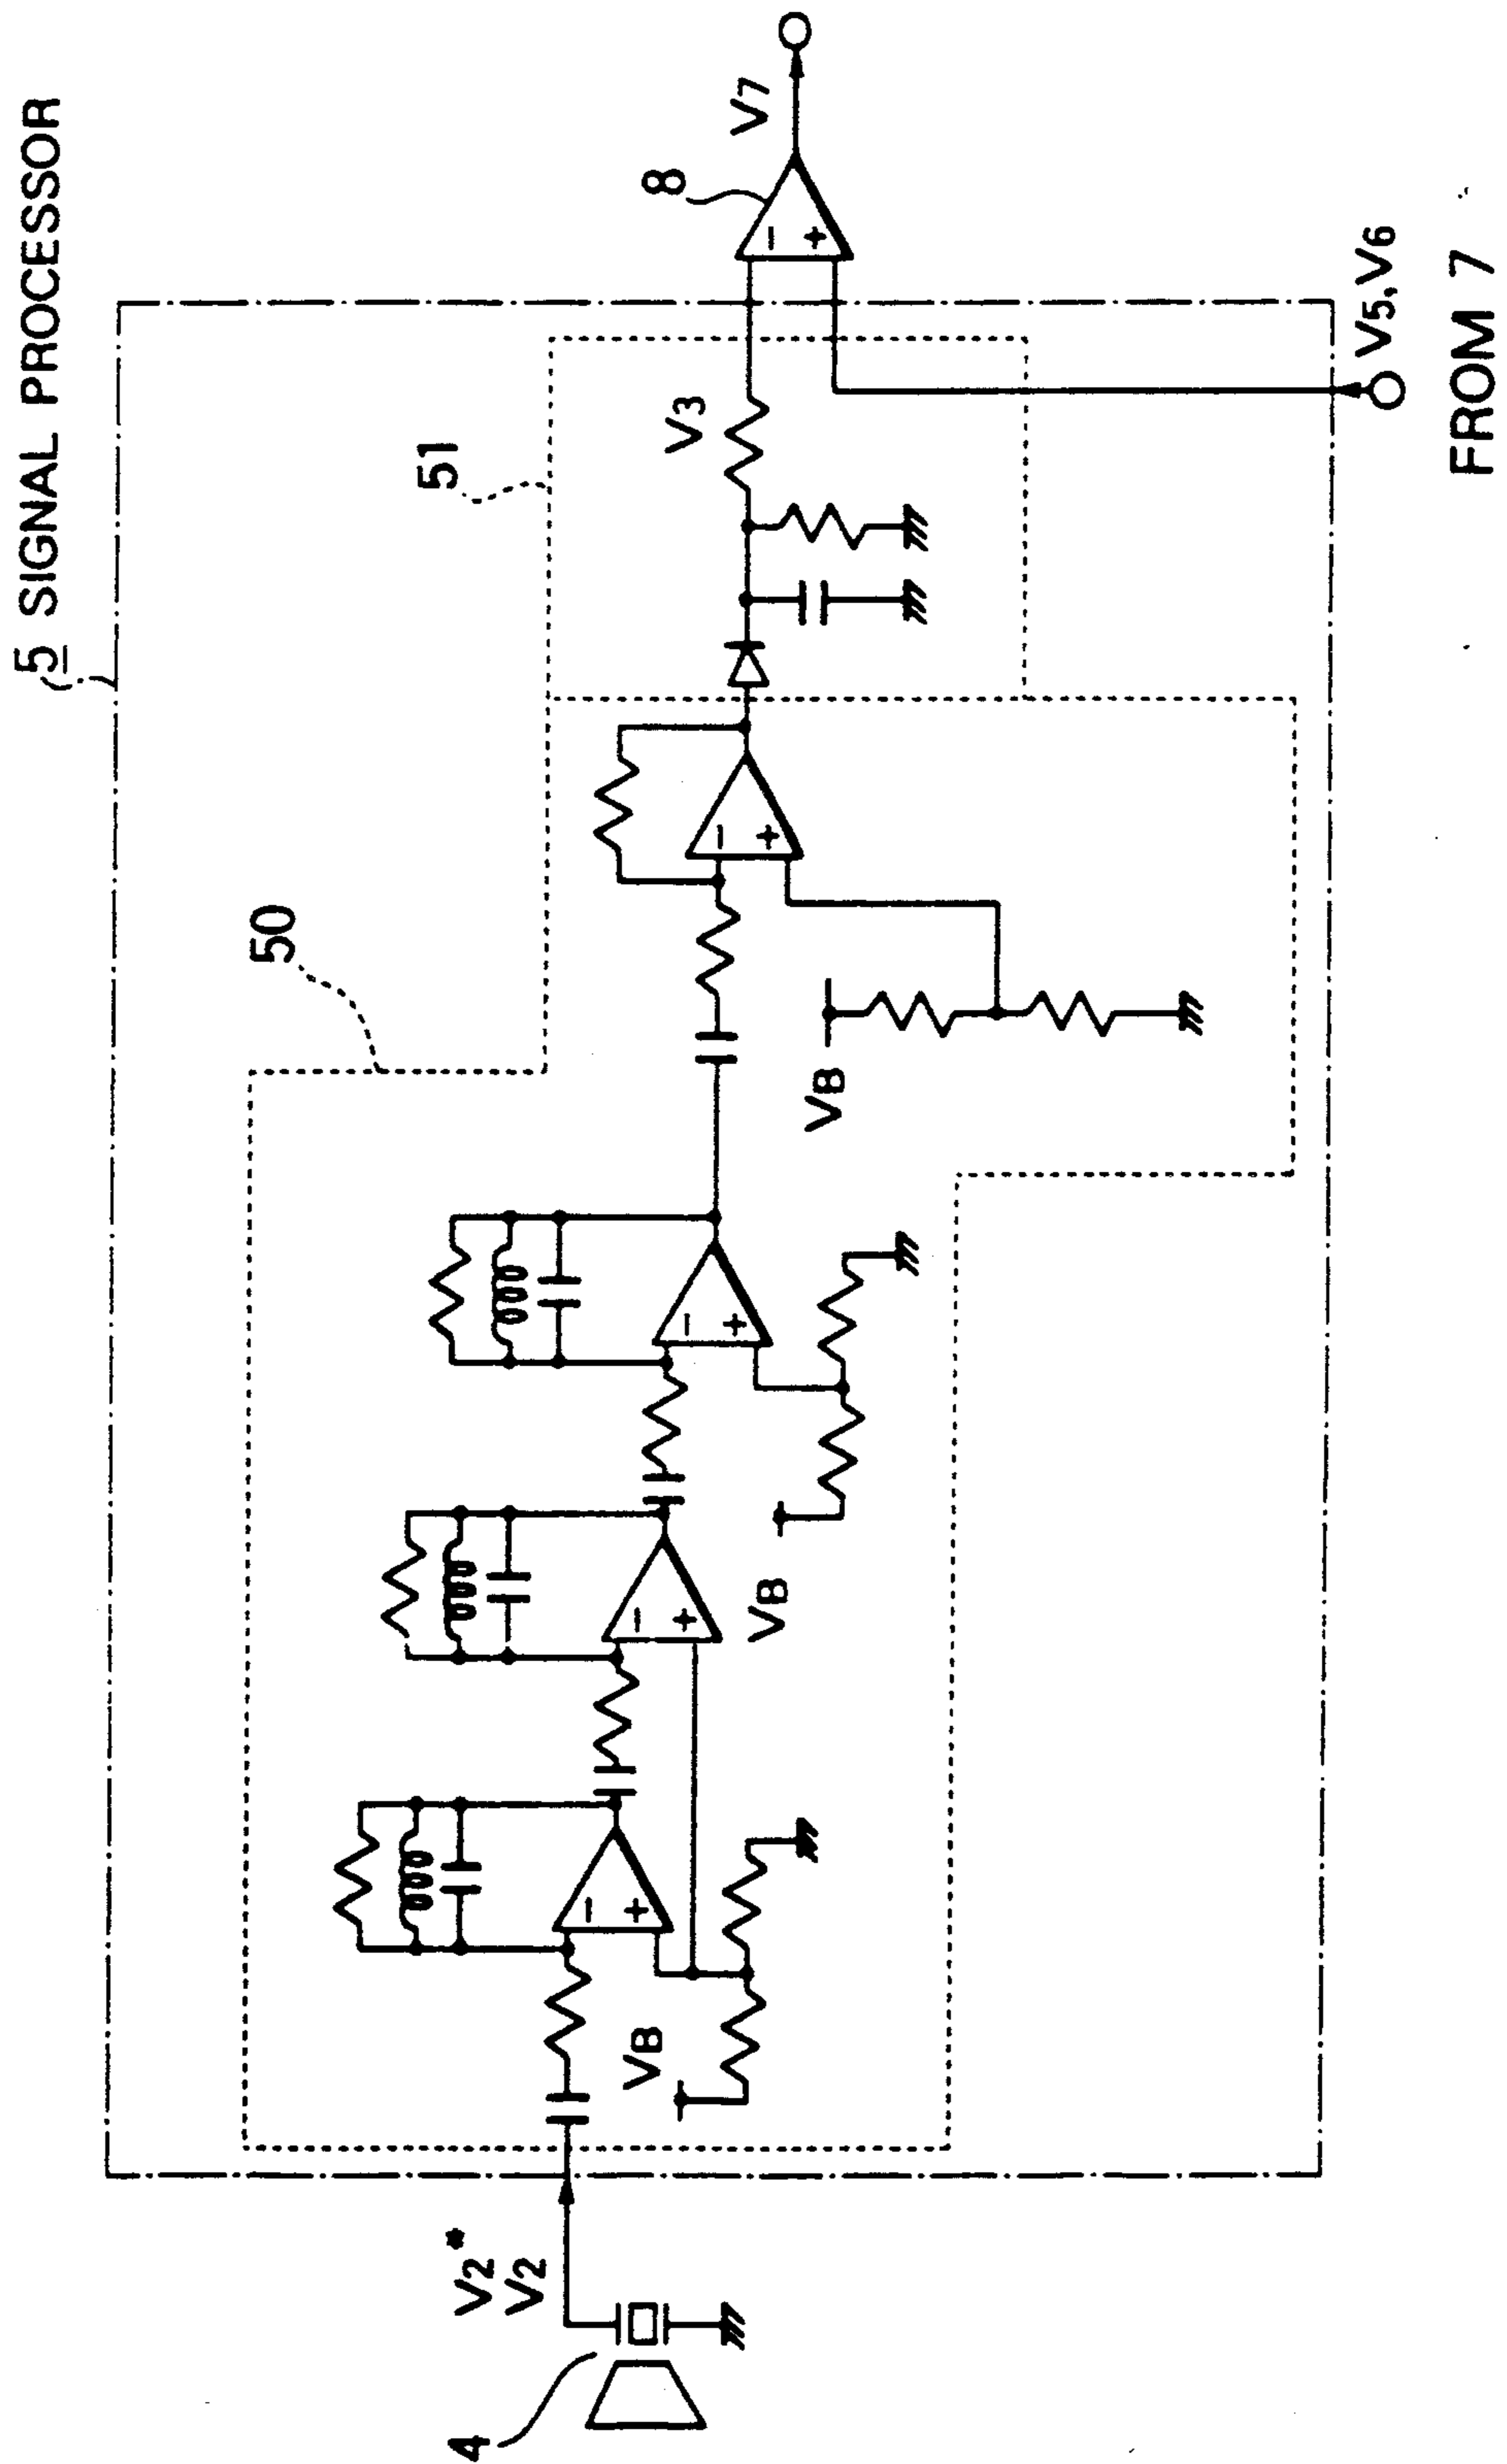 5 SIGNAL PROCESSOR
50
51
8
V7
V3
V2*
V2
4
VB
VB
VB
V5,V6
FROM 7